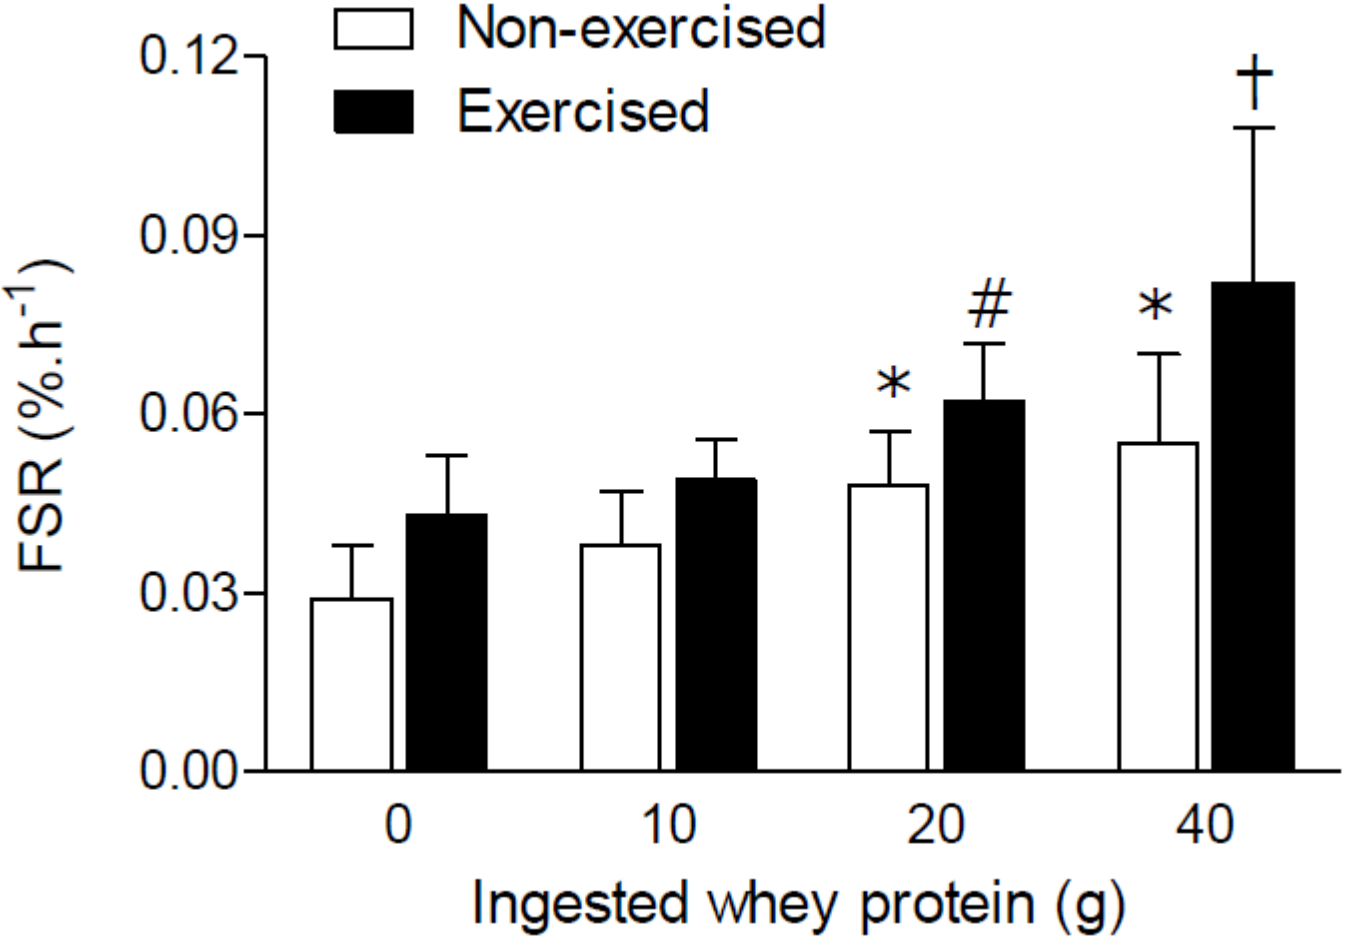 Non-exercised
Exercised
0.12
0.09
0.06
0.03
0.00
FSR (%.h⁻¹)
*
#
*
†
0 10 20 40
Ingested whey protein (g)